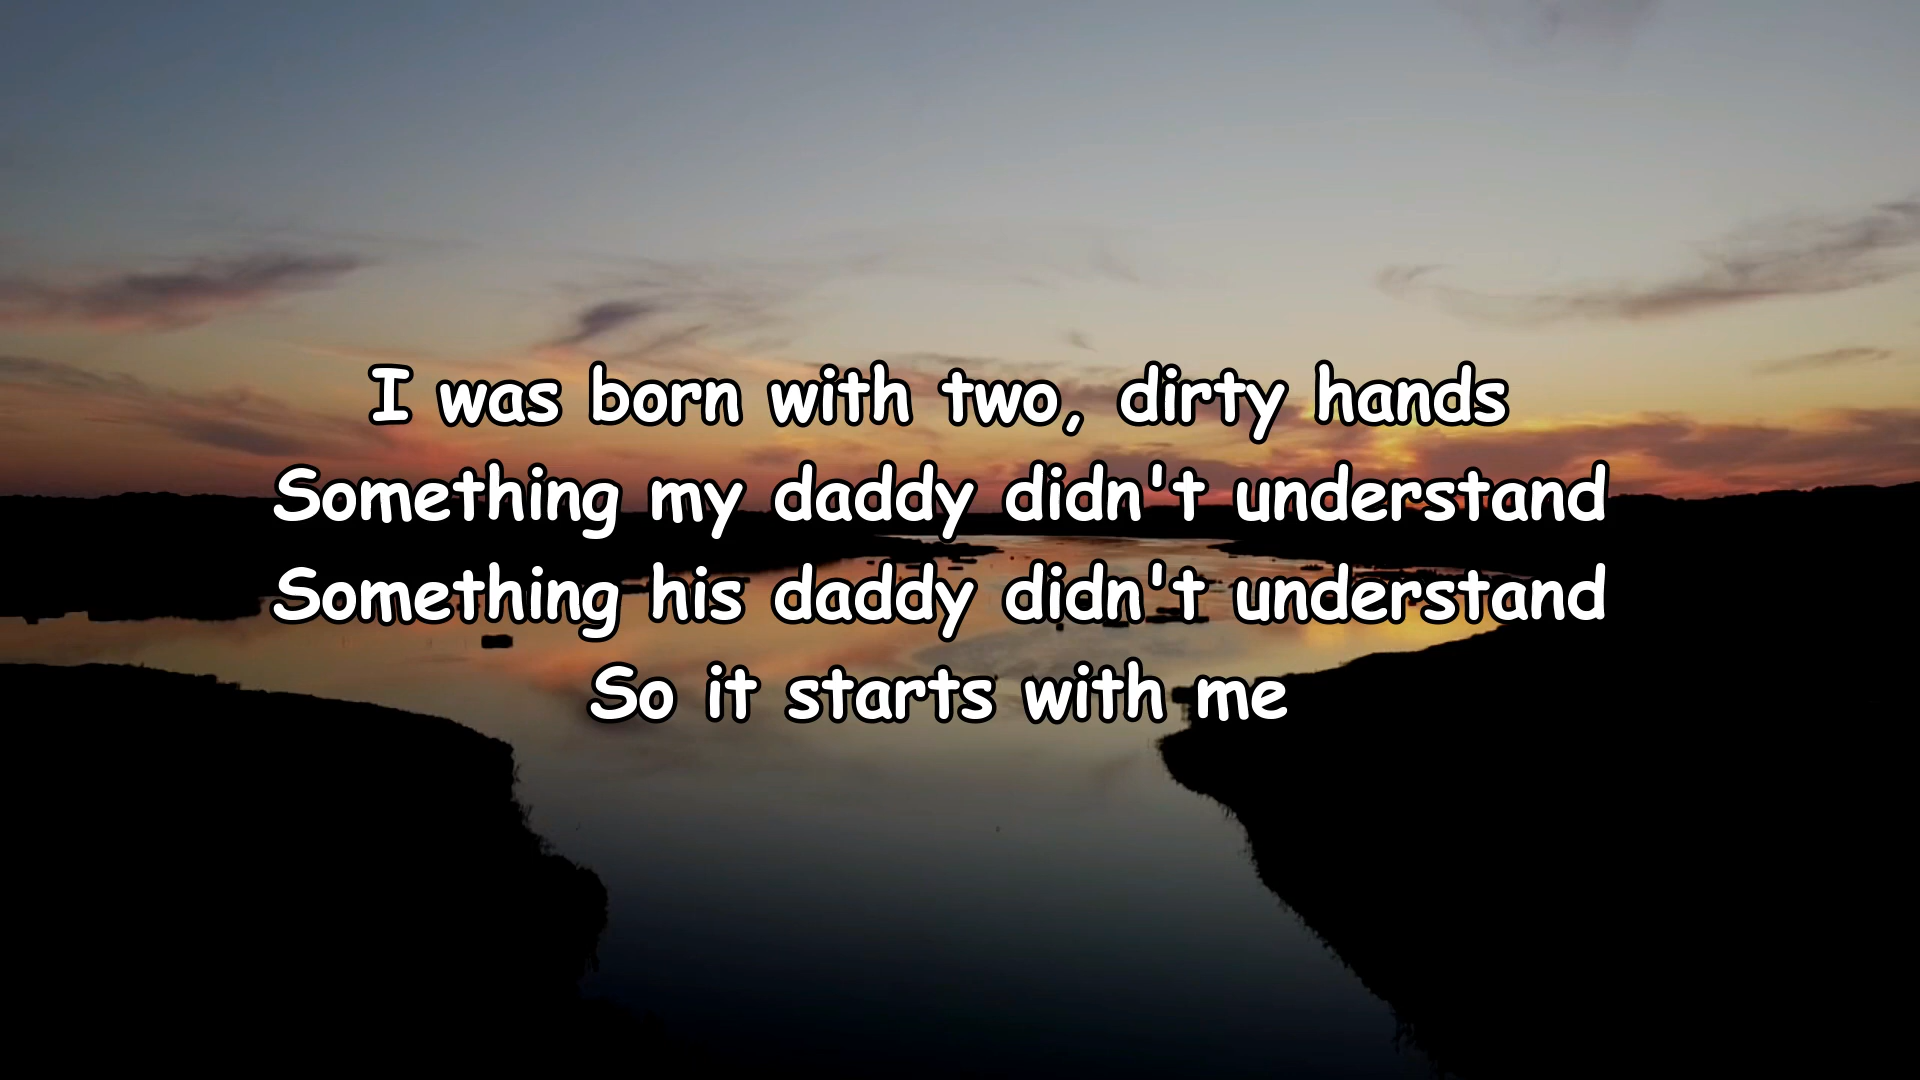 I was born with two, dirty hands
Something my daddy didn't understand
Something his daddy didn't understand
So it starts with me